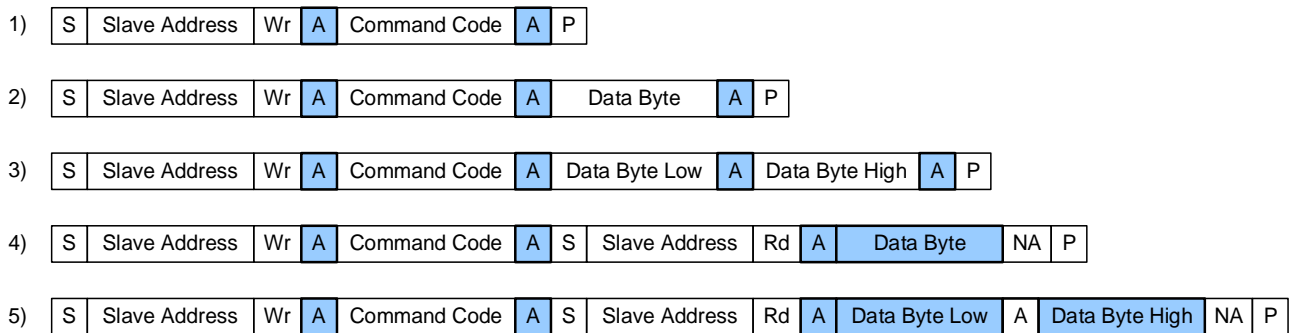 1) S Slave Address Wr A Command Code A P
2) S Slave Address Wr A Command Code A Data Byte A P
3) S Slave Address Wr A Command Code A Data Byte Low A Data Byte High A P
4) S Slave Address Wr A Command Code A S Slave Address Rd A Data Byte NA P
5) S Slave Address Wr A Command Code A S Slave Address Rd A Data Byte Low A Data Byte High NA P